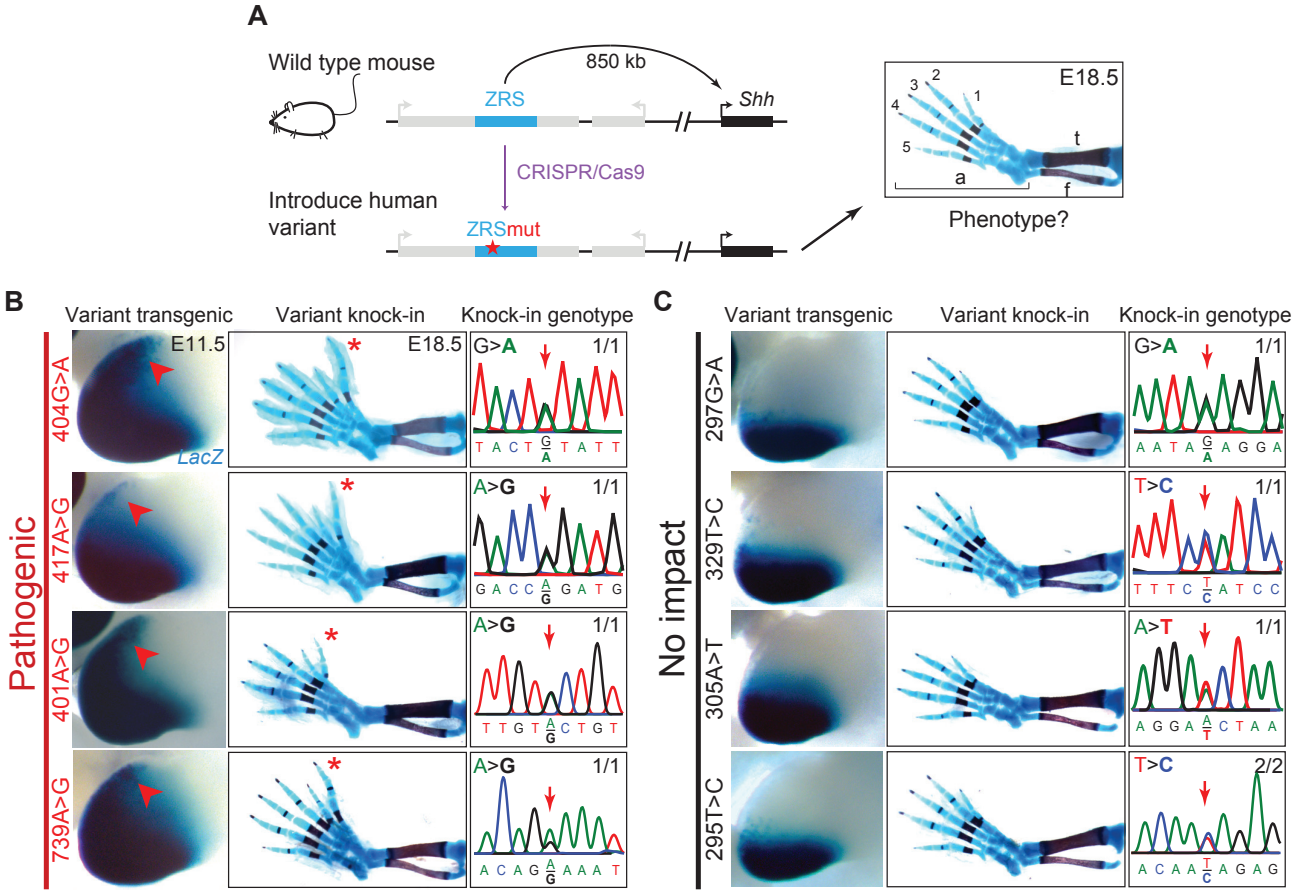 A
Wild type mouse
850 kb
ZRS
Shh
CRISPR/Cas9
Introduce human
variant
ZRSmut
E18.5
1
2
3
4
5
t
a
f
Phenotype?
B
Variant transgenic
Variant knock-in
Knock-in genotype
Pathogenic
404G>A
E11.5
LacZ
*
E18.5
G>A
1/1
T A C T G T A T T
A
417A>G
*
A>G
1/1
G A C C A G A T G
G
401A>G
*
A>G
1/1
T T G T A C T G T
G
739A>G
*
A>G
1/1
A C A G A A A A T
G
C
Variant transgenic
Variant knock-in
Knock-in genotype
No impact
297G>A
G>A
1/1
A A T A G A G G A
A
329T>C
T>C
1/1
T T T C T A T C C
C
305A>T
A>T
1/1
A G G A A C T A A
T
295T>C
T>C
2/2
A C A A T A G A G
C